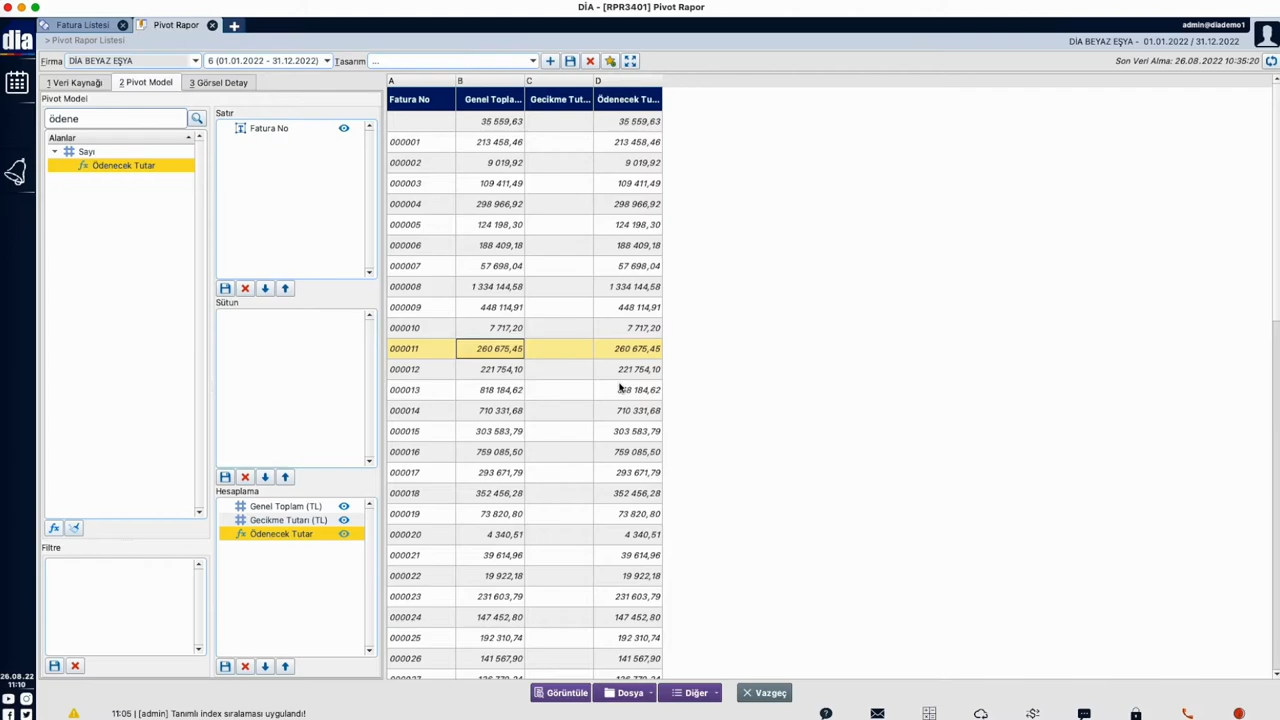 DİA - [RPR3401] Pivot Rapor
dia
Fatura Listesi
Pivot Rapor
admin@diademo1
> Pivot Rapor Listesi
DİA BEYAZ EŞYA - 01.01.2022 / 31.12.2022
Firma DİA BEYAZ EŞYA 6 (01.01.2022 - 31.12.2022) Tasarım ...
Son Veri Alma: 26.08.2022 10:35:20
1 Veri Kaynağı 2 Pivot Model 3 Görsel Detay
Pivot Model
ödene
Alanlar
Sayı
Ödenecek Tutar
Filtre
Satır
Fatura No
Sütun
Hesaplama
Genel Toplam (TL)
Gecikme Tutarı (TL)
Ödenecek Tutar
A B C D
Fatura No Genel Topla... Gecikme Tut... Ödenecek Tu...
35 559,63 35 559,63
000001 213 458,46 213 458,46
000002 9 019,92 9 019,92
000003 109 411,49 109 411,49
000004 298 966,92 298 966,92
000005 124 198,30 124 198,30
000006 188 409,18 188 409,18
000007 57 698,04 57 698,04
000008 1 334 144,58 1 334 144,58
000009 448 114,91 448 114,91
000010 7 717,20 7 717,20
000011 260 675,45 260 675,45
000012 221 754,10 221 754,10
000013 818 184,62 184,62
000014 710 331,68 710 331,68
000015 303 583,79 303 583,79
000016 759 085,50 759 085,50
000017 293 671,79 293 671,79
000018 352 456,28 352 456,28
000019 73 820,80 73 820,80
000020 4 340,51 4 340,51
000021 39 614,96 39 614,96
000022 19 922,18 19 922,18
000023 231 603,79 231 603,79
000024 147 452,80 147 452,80
000025 192 310,74 192 310,74
000026 141 567,90 141 567,90
Görüntüle Dosya Diğer Vazgeç
26.08.22
11:10
11:05 | [admin] Tanımlı index sıralaması uygulandı!